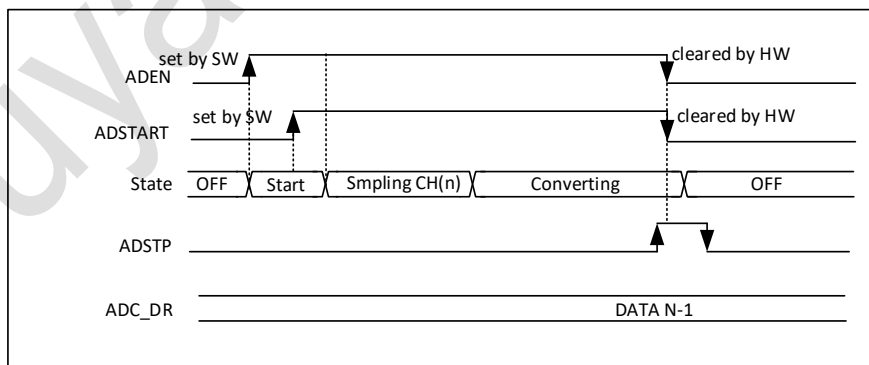 set by SW
cleared by HW
ADEN
set by SW
cleared by HW
ADSTART
State OFF Start Smpling CH(n) Converting OFF
ADSTP
ADC_DR DATA N-1